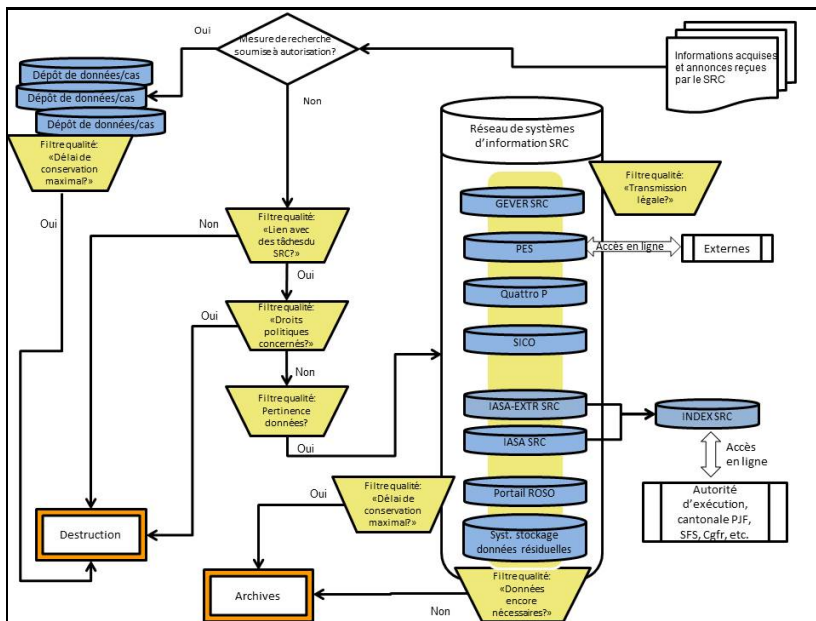 Oui
Mesure de recherche
soumise à autorisation?
Informations acquises
et annonces reçues
par le SRC
Dépôt de données/cas
Dépôt de données/cas
Dépôt de données/cas
Non
Réseau de systèmes
d'information SRC
Filtre qualité:
«Délai de
conservation
maximal?»
Filtre qualité:
«Transmission
légale?»
GEVER SRC
Oui
Non
Filtre qualité:
«Lien avec
des tâches du
SRC?»
PES
Accès en ligne
Externes
Oui
Quattro P
Oui
Filtre qualité:
«Droits
politiques
concernés?»
SICO
Non
Filtre qualité:
Pertinence
données?
IASA-EXTR SRC
INDEX SRC
Oui
IASA SRC
Accès
en ligne
Oui
Filtre qualité:
«Délai de
conservation
maximal?»
Portail ROSO
Autorité
d'exécution,
cantonale PJF,
SFS, Cgfr, etc.
Destruction
Syst. stockage
données résiduelles
Filtre qualité:
«Données
encore
nécessaires?»
Archives
Non